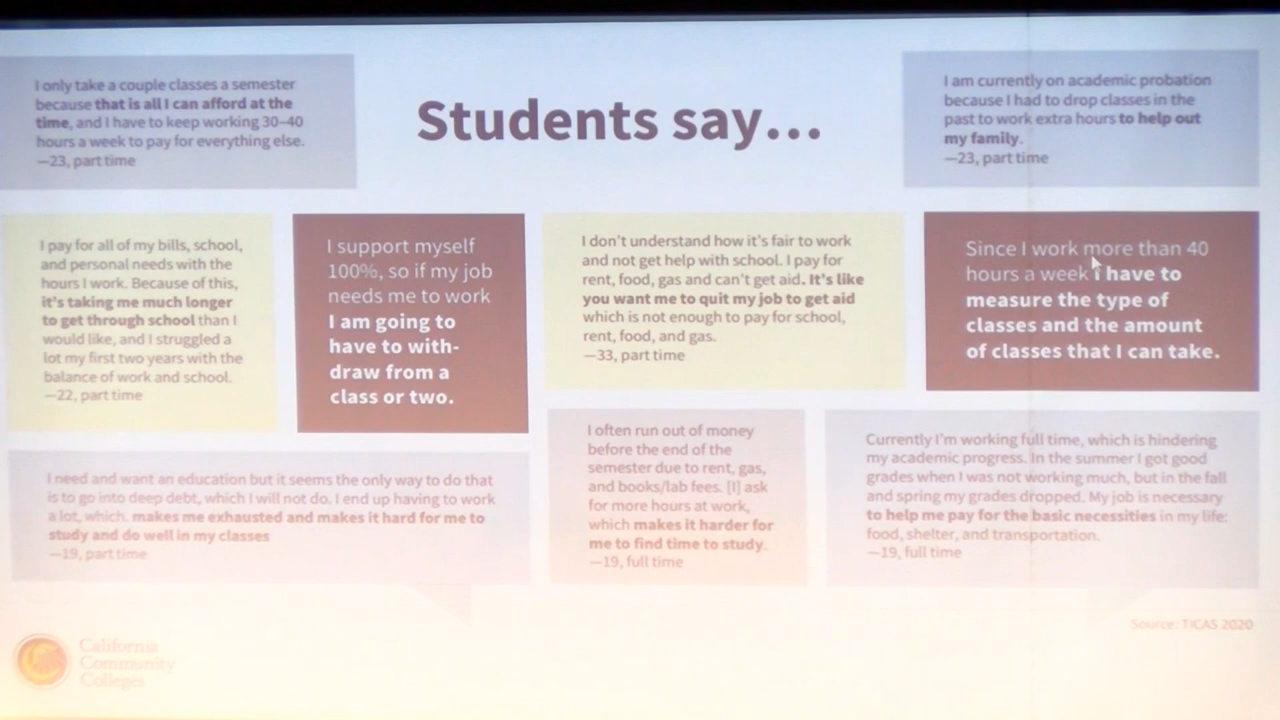 I only take a couple classes a semester
because that is all I can afford at the
time, and I have to keep working 30–40
hours a week to pay for everything else.
—23, part time
Students say...
I am currently on academic probation
because I had to drop classes in the
past to work extra hours to help out
my family.
—23, part time
I pay for all of my bills, school,
and personal needs with the
hours I work. Because of this,
it's taking me much longer
to get through school than I
would like, and I struggled a
lot my first two years with the
balance of work and school.
—22, part time
I support myself
100%, so if my job
needs me to work
I am going to
have to with-
draw from a
class or two.
I don't understand how it's fair to work
and not get help with school. I pay for
rent, food, gas and can't get aid. It's like
you want me to quit my job to get aid
which is not enough to pay for school,
rent, food, and gas.
—33, part time
Since I work more than 40
hours a week I have to
measure the type of
classes and the amount
of classes that I can take.
I need and want an education but it seems the only way to do that
is to go into deep debt, which I will not do. I end up having to work
a lot, which. makes me exhausted and makes it hard for me to
study and do well in my classes
—19, part time
I often run out of money
before the end of the
semester due to rent, gas,
and books/lab fees. [I] ask
for more hours at work,
which makes it harder for
me to find time to study.
—19, full time
Currently I'm working full time, which is hindering
my academic progress. In the summer I got good
grades when I was not working much, but in the fall
and spring my grades dropped. My job is necessary
to help me pay for the basic necessities in my life:
food, shelter, and transportation.
—19, full time
Source: TICAS 2020
California
Community
Colleges